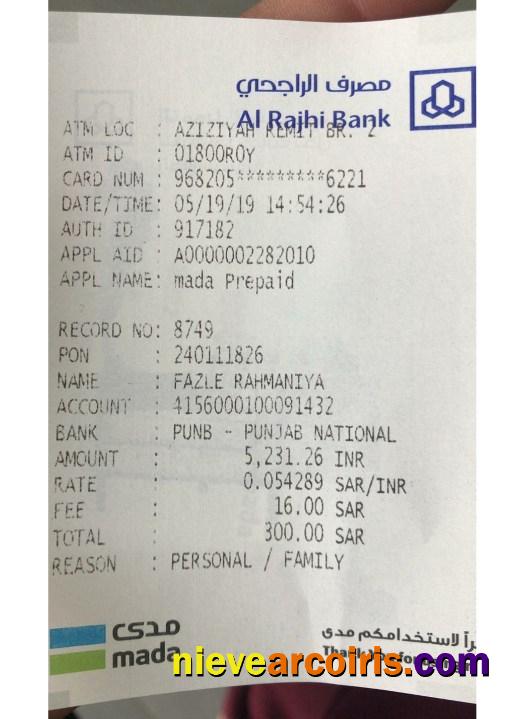 مصرف الراجحي
Al Rajhi Bank
ATM LOC : AZIZIYAH REMIT BR. 2
ATM ID : 01800R0Y
CARD NUM : 968205*********6221
DATE/TIME: 05/19/19 14:54:26
AUTH ID : 917182
APPL AID : A0000002282010
APPL NAME: mada Prepaid
RECORD NO: 8749
PON : 240111826
NAME : FAZLE RAHMANIYA
ACCOUNT : 4156000100091432
BANK : PUNB - PUNJAB NATIONAL
AMOUNT : 5,231.26 INR
RATE : 0.054289 SAR/INR
FEE : 16.00 SAR
TOTAL : 300.00 SAR
REASON : PERSONAL / FAMILY
مدى
mada
لاستخدامكم مدى
nievearcoiris.com